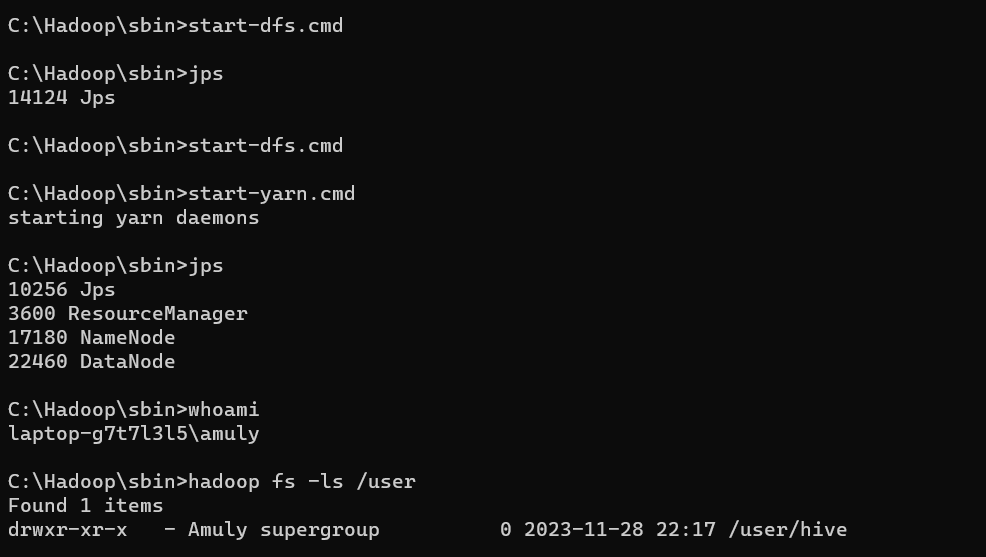 C:\Hadoop\sbin>start-dfs.cmd
C:\Hadoop\sbin>jps
14124 Jps
C:\Hadoop\sbin>start-dfs.cmd
C:\Hadoop\sbin>start-yarn.cmd
starting yarn daemons
C:\Hadoop\sbin>jps
10256 Jps
3600 ResourceManager
17180 NameNode
22460 DataNode
C:\Hadoop\sbin>whoami
laptop-g7t7l3l5\amuly
C:\Hadoop\sbin>hadoop fs -ls /user
Found 1 items
drwxr-xr-x   - Amuly supergroup          0 2023-11-28 22:17 /user/hive